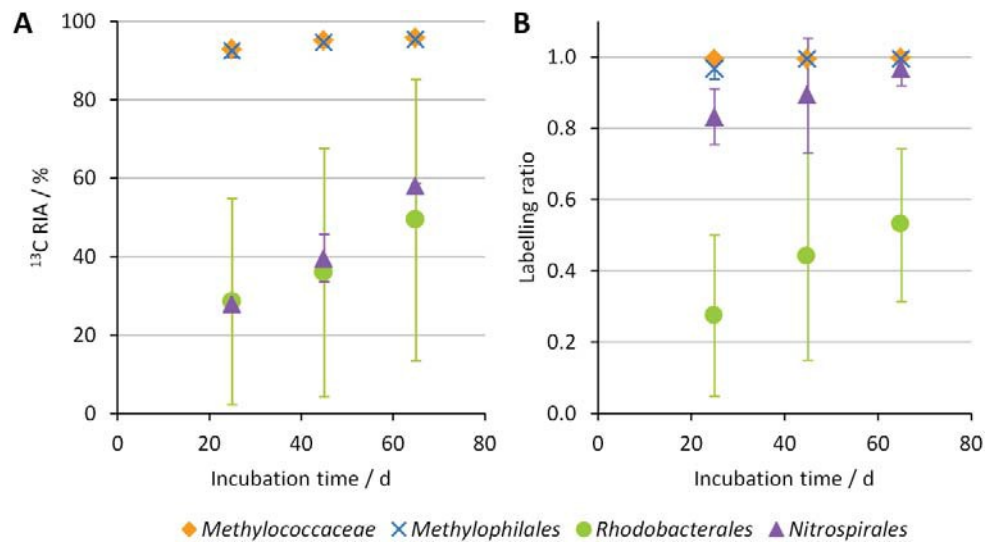 A
B
100
80
60
40
20
0
¹³C RIA / %
0 20 40 60 80
Incubation time / d
1.0
0.8
0.6
0.4
0.2
0.0
Labelling ratio
0 20 40 60 80
Incubation time / d
Methylococcaceae Methylophilales Rhodobacterales Nitrospirales